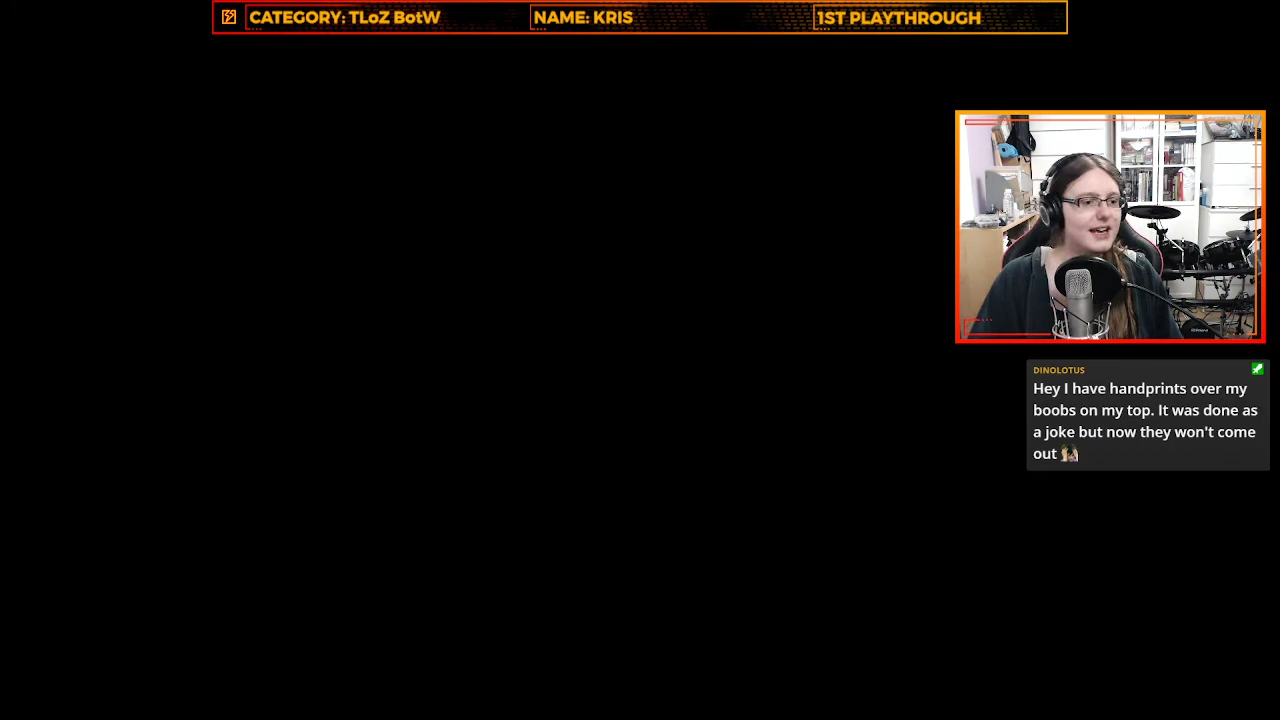 CATEGORY: TLoZ BotW
NAME: KRIS
1ST PLAYTHROUGH
DINOLOTUS
Hey I have handprints over my
boobs on my top. It was done as
a joke but now they won't come
out